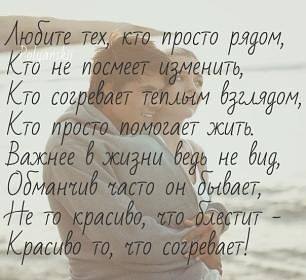 Любите тех, кто просто рядом,
Кто не посмеет изменить,
Кто согревает теплым взглядом,
Кто просто помогает жить.
Важнее в жизни ведь не вид,
Обманчив часто он бывает,
Не то красиво, что блестит -
Красиво то, что согревает!